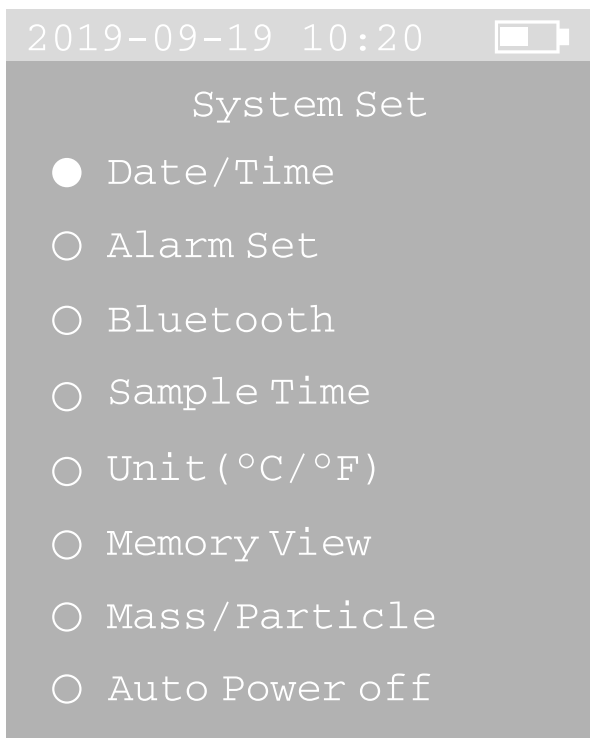 2019-09-19 10:20
System Set
Date/Time
Alarm Set
Bluetooth
Sample Time
Unit(°C/°F)
Memory View
Mass/Particle
Auto Power off